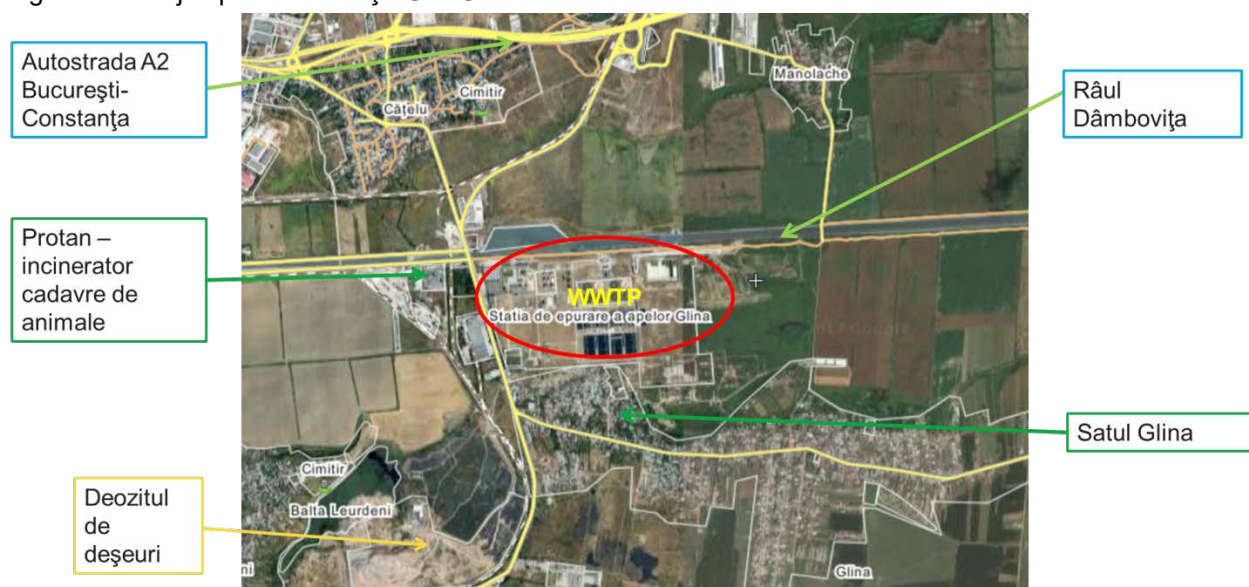 Autostrada A2
Bucureşti-
Constanţa
Râul
Dâmboviţa
Protan –
incinerator
cadavre de
animale
Satul Glina
Deozitul
de
deşeuri
Manolache
Cimitir
Cățelu
WWTP
Statia de epurare a apelor Glina
Cimitir
Balta Leurdeni
Glina